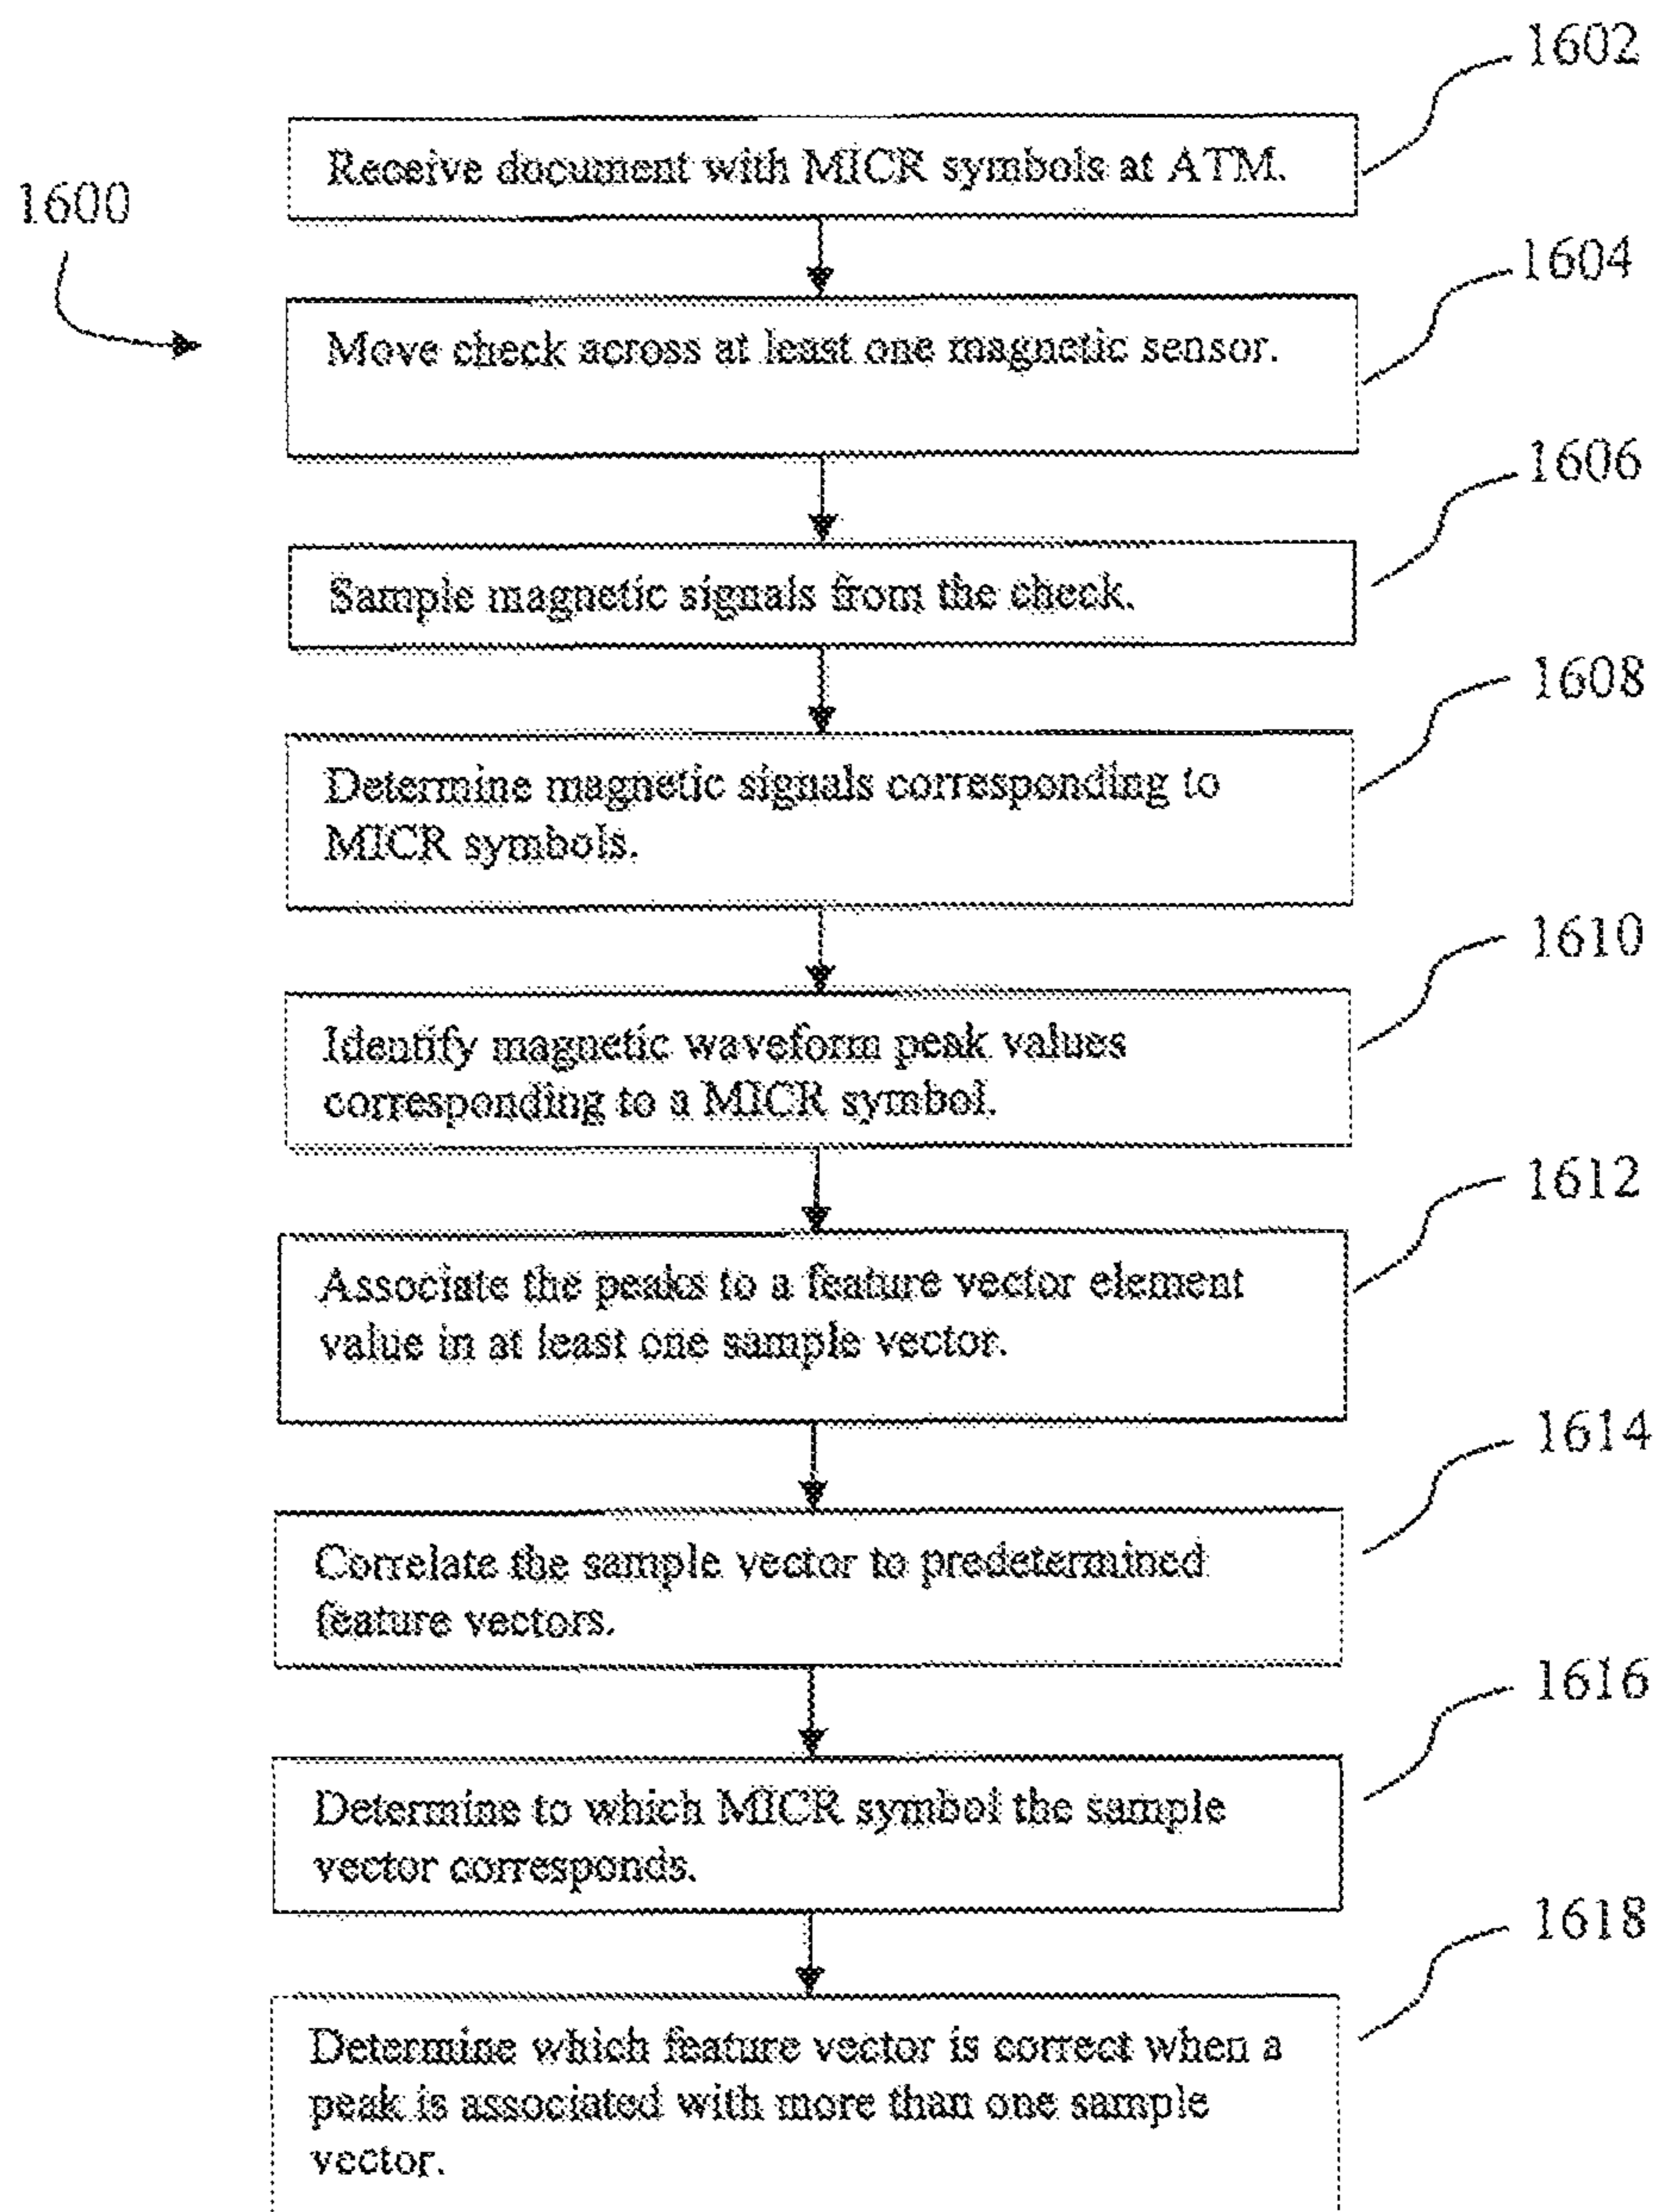 1602
Receive document with MICR symbols at ATM.
1600
1604
Move check across at least one magnetic sensor.
1606
Sample magnetic signals from the check.
1608
Determine magnetic signals corresponding to
MICR symbols.
1610
Identify magnetic waveform peak values
corresponding to a MICR symbol.
1612
Associate the peaks to a feature vector element
value in at least one sample vector.
1614
Correlate the sample vector to predetermined
feature vectors.
1616
Determine to which MICR symbol the sample
vector corresponds.
1618
Determine which feature vector is correct when a
peak is associated with more than one sample
vector.